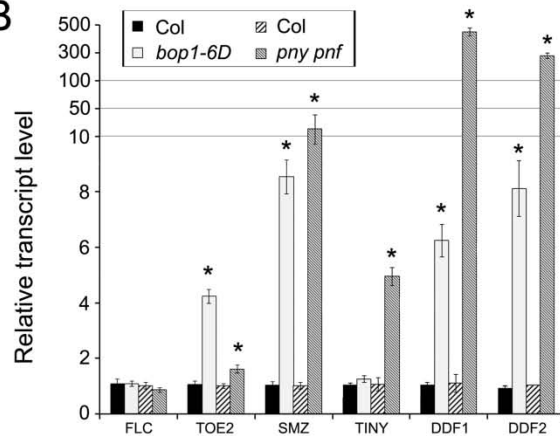 B
Relative transcript level
500
300
100
50
10
8
6
4
2
0
Col Col
bop1-6D pny pnf
* * * * * * * *
FLC TOE2 SMZ TINY DDF1 DDF2